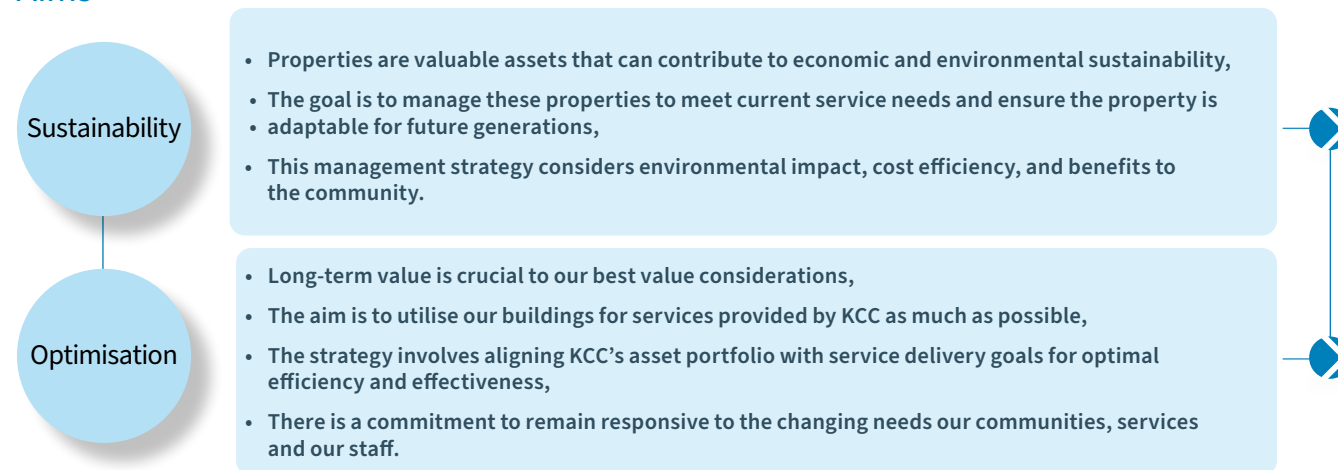 Sustainability
• Properties are valuable assets that can contribute to economic and environmental sustainability,
• The goal is to manage these properties to meet current service needs and ensure the property is
• adaptable for future generations,
• This management strategy considers environmental impact, cost efficiency, and benefits to
the community.
Optimisation
• Long-term value is crucial to our best value considerations,
• The aim is to utilise our buildings for services provided by KCC as much as possible,
• The strategy involves aligning KCC’s asset portfolio with service delivery goals for optimal
efficiency and effectiveness,
• There is a commitment to remain responsive to the changing needs our communities, services
and our staff.